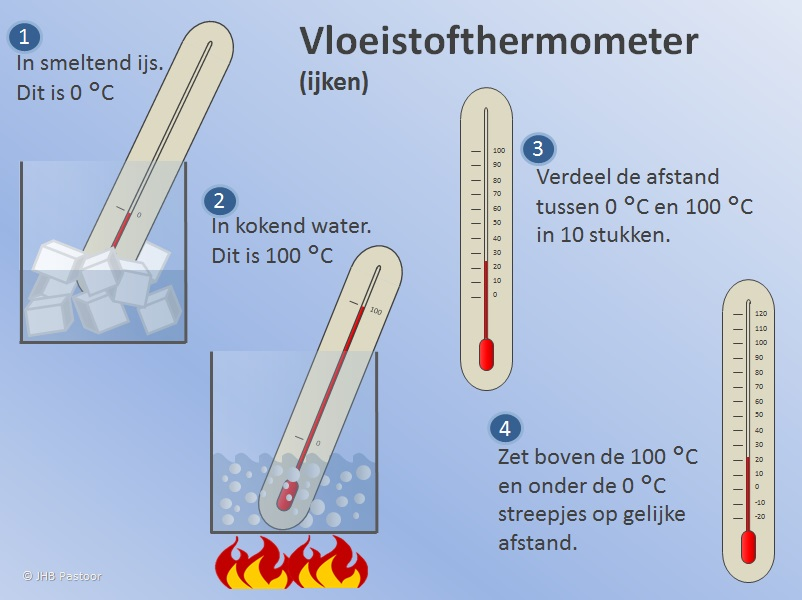 Vloeistofthermometer
(ijken)
1
In smeltend ijs.
Dit is 0 °C
0
2
In kokend water.
Dit is 100 °C
100
0
3
Verdeel de afstand
tussen 0 °C en 100 °C
in 10 stukken.
100
90
80
70
60
50
40
30
20
10
0
4
Zet boven de 100 °C
en onder de 0 °C
streepjes op gelijke
afstand.
120
110
100
90
80
70
60
50
40
30
20
10
0
-10
-20
© JHB Pastoor